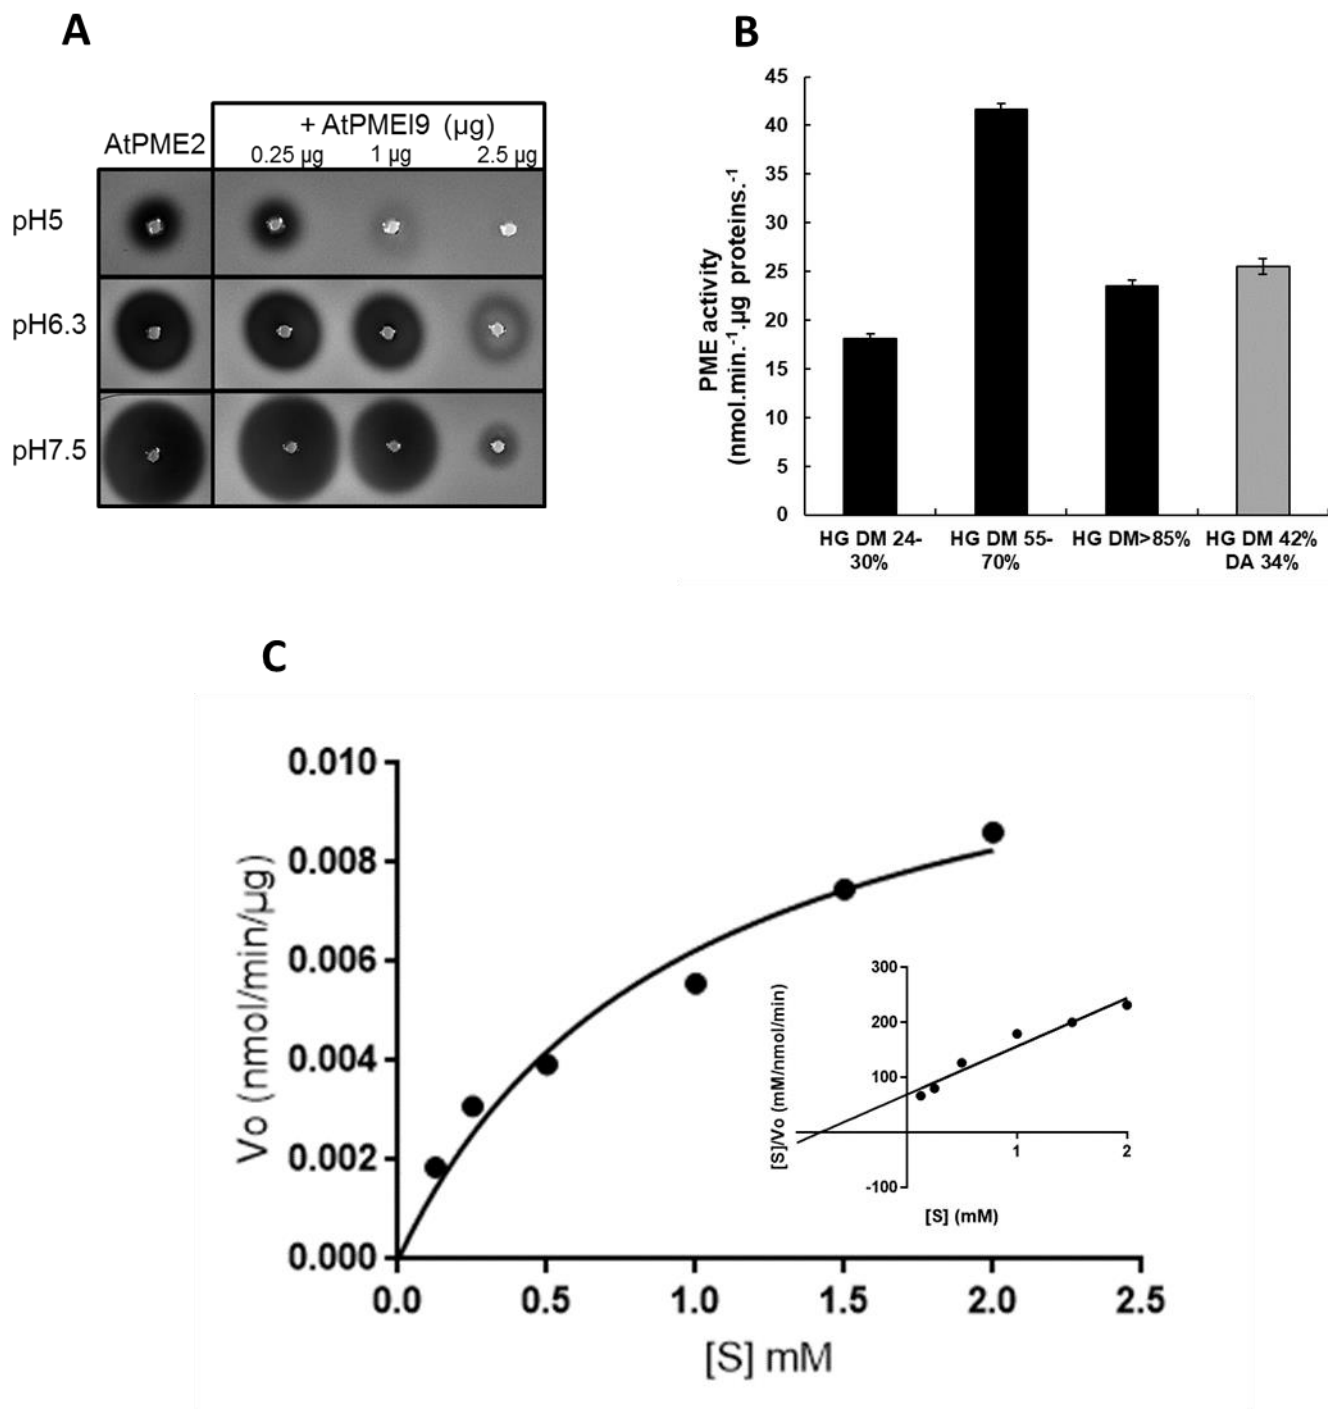 A
AtPME2
+ AtPMEI9 (µg)
0.25 µg 1 µg 2.5 µg
pH5
pH6.3
pH7.5
B
PME activity
(nmol.min.-1.µg proteins.-1
45
40
35
30
25
20
15
10
5
0
HG DM 24-
30%
HG DM 55-
70%
HG DM>85%
HG DM 42%
DA 34%
C
Vo (nmol/min/µg)
0.010
0.008
0.006
0.004
0.002
0.000
0.0 0.5 1.0 1.5 2.0 2.5
[S] mM
[S]/Vo (mM/nmol/min)
300
200
100
-100
1 2
[S] (mM)